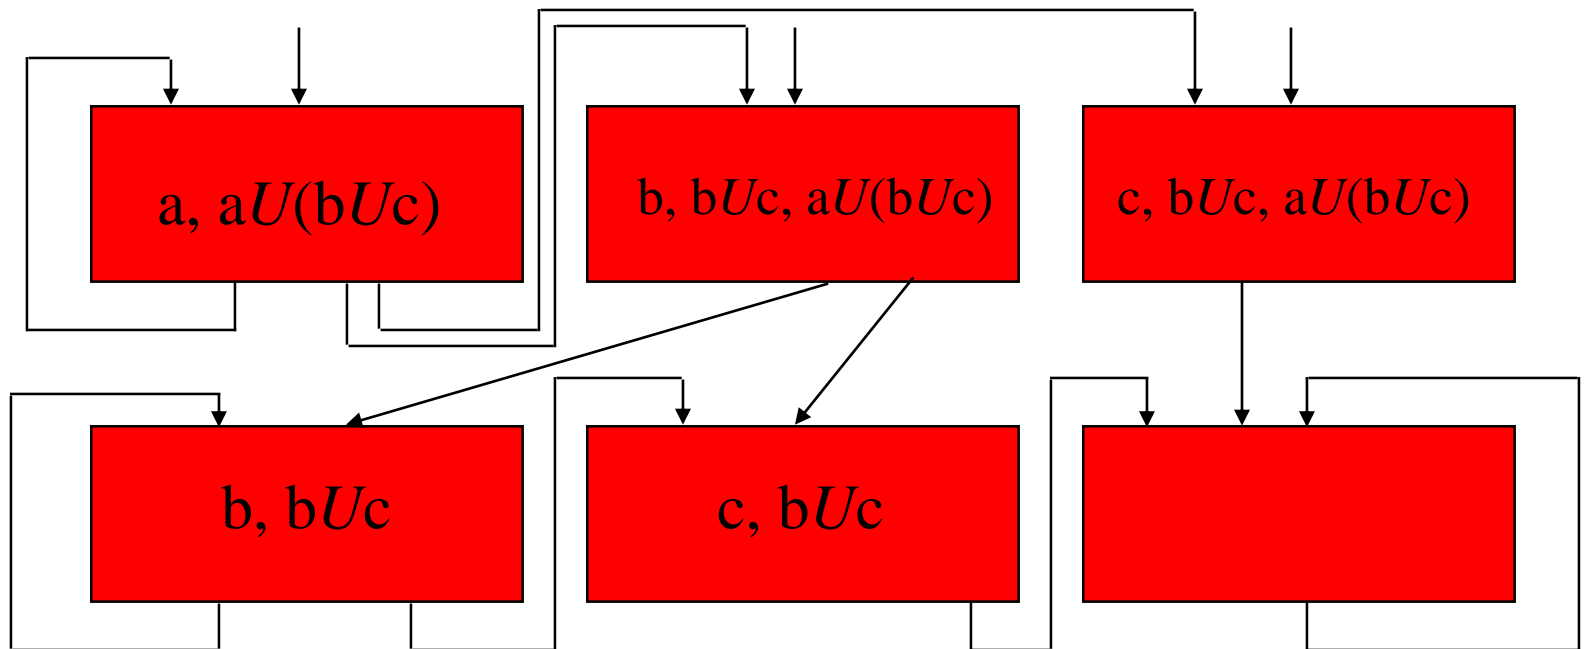 a, aU(bUc)
b, bUc, aU(bUc)
c, bUc, aU(bUc)
b, bUc
c, bUc